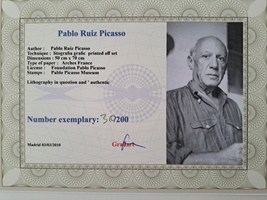 Pablo Ruiz Picasso
Author : Pablo Ruiz Picasso
Technique : litografia grafic printed off set
Dimensions : 50 cm x 70 cm
Type of paper : Arches France
License : Foundation Pablo Picasso
Stamps : Pablo Picasso Museum
Lithography in question and ' authentic
Number exemplary: 30/200
Madrid 03/03/2010